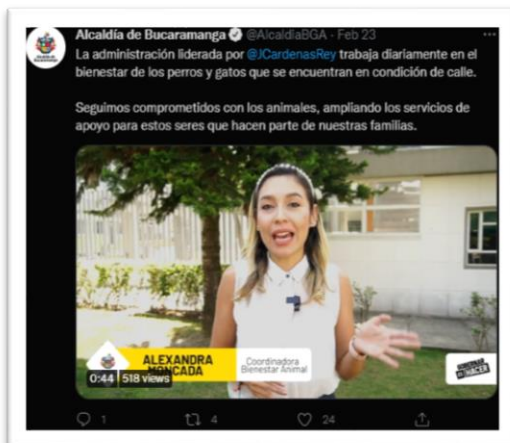 Alcaldía de Bucaramanga @AlcaldiaBGA · Feb 23
La administración liderada por @JCardenasRey trabaja diariamente en el
bienestar de los perros y gatos que se encuentran en condición de calle.
Seguimos comprometidos con los animales, ampliando los servicios de
apoyo para estos seres que hacen parte de nuestras familias.
ALEXANDRA
MONCADA
Coordinadora
Bienestar Animal
0:44 518 views
GOBERNAR
ES HACER
1 4 24